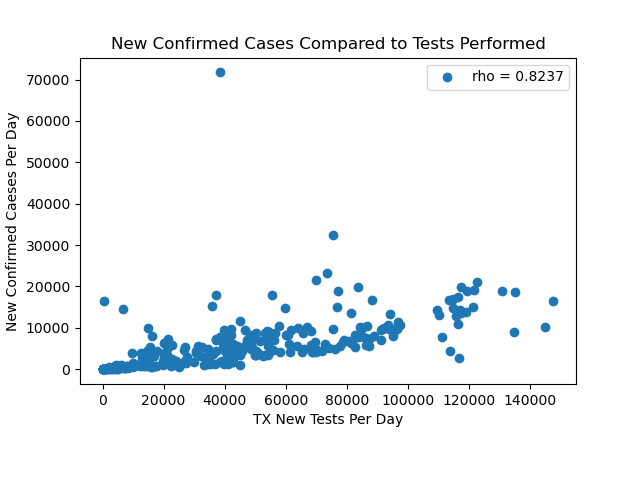 New Confirmed Cases Compared to Tests Performed
rho = 0.8237
New Confirmed Caeses Per Day
70000
60000
50000
40000
30000
20000
10000
0
0 20000 40000 60000 80000 100000 120000 140000
TX New Tests Per Day